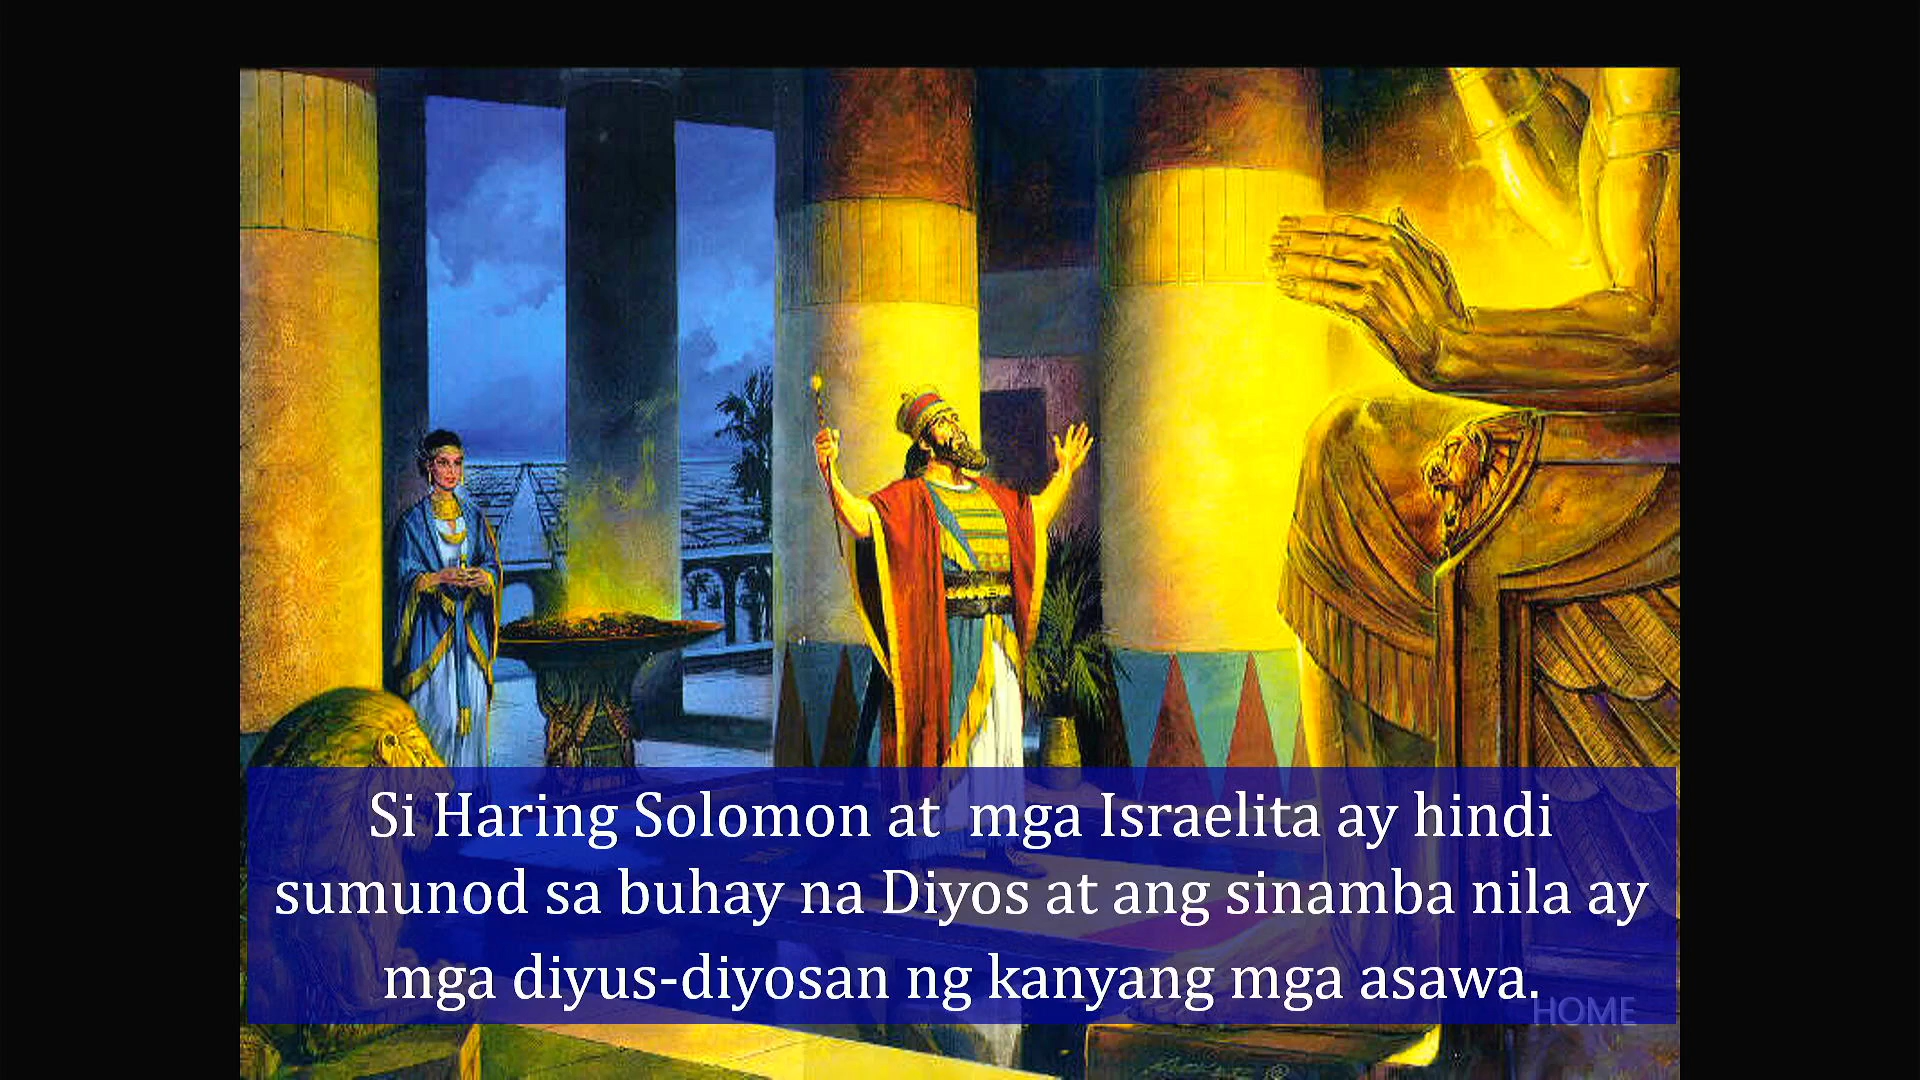 Si Haring Solomon at  mga Israelita ay hindi
sumunod sa buhay na Diyos at ang sinamba nila ay
mga diyus-diyosan ng kanyang mga asawa.
HOME